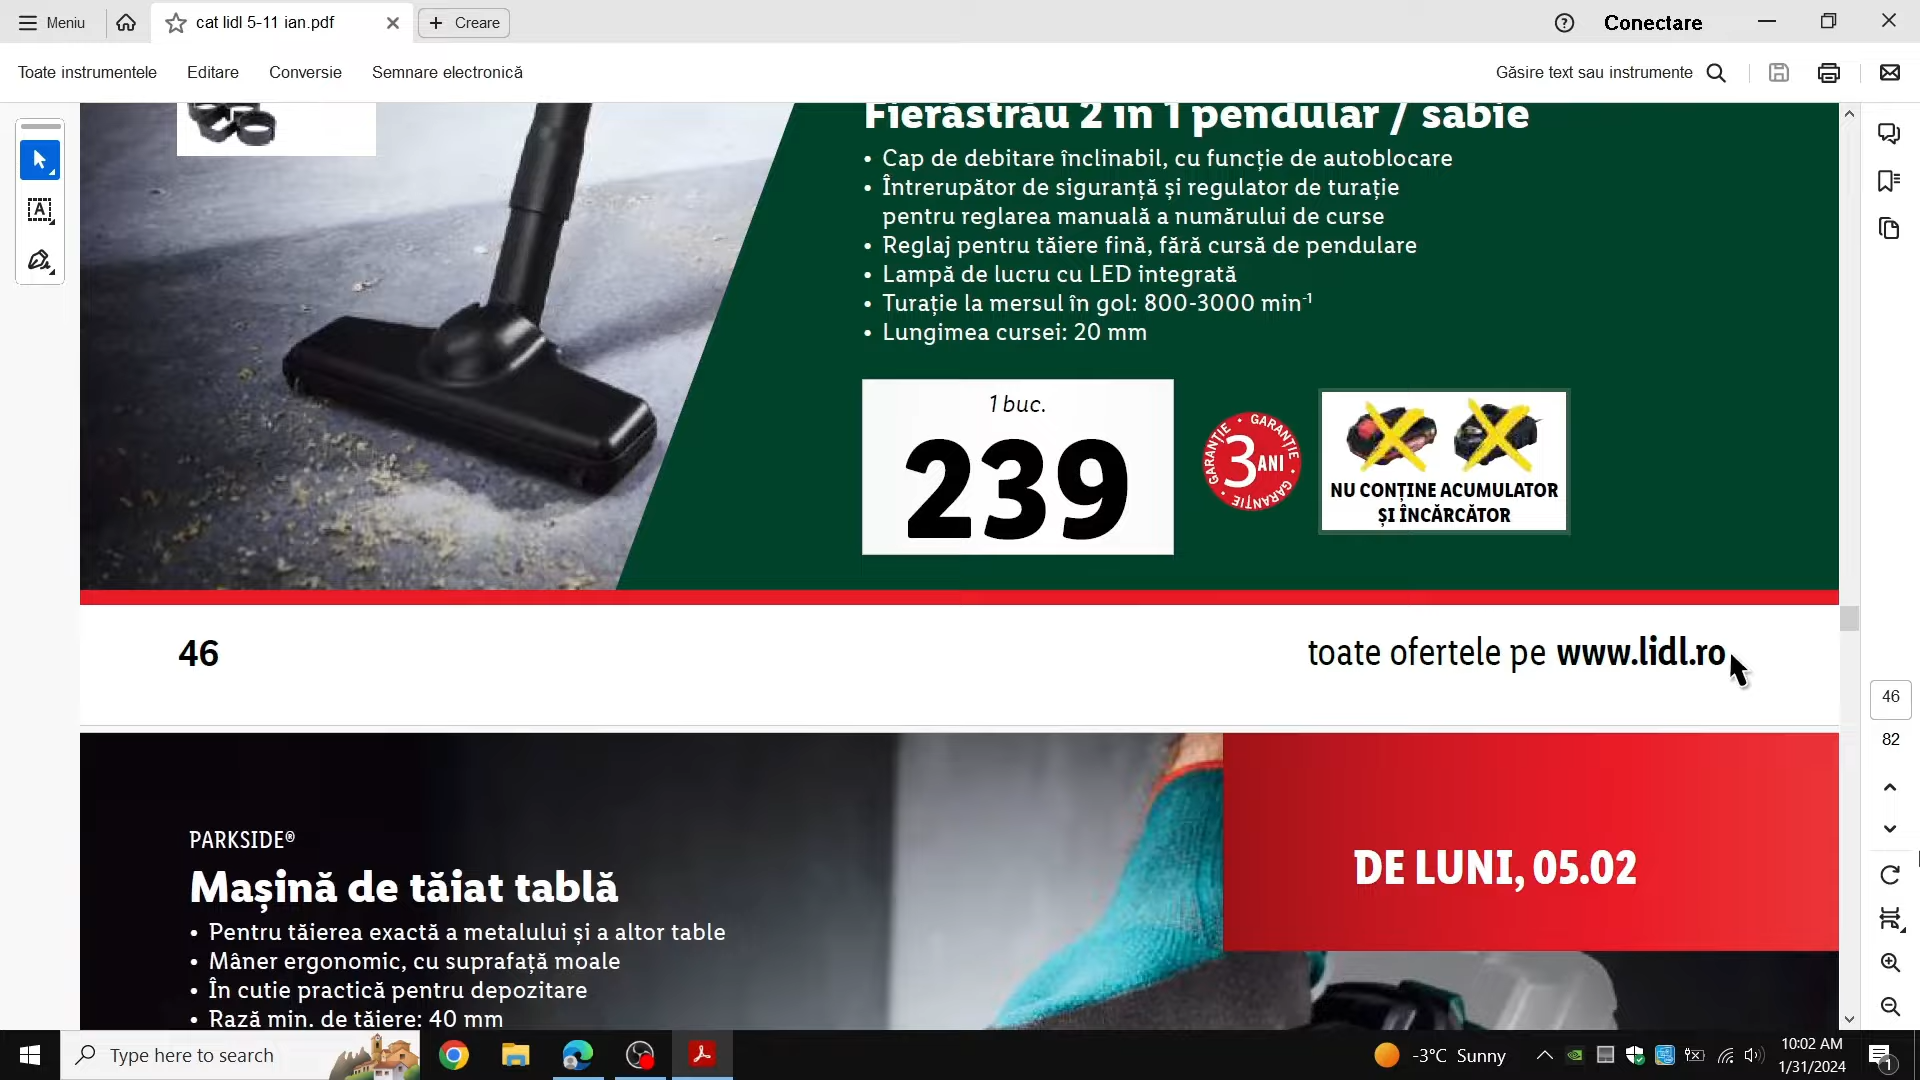 Meniu
cat lidl 5-11 ian.pdf
Creare
Conectare
Toate instrumentele
Editare
Conversie
Semnare electronică
Găsire text sau instrumente
Fierăstrău 2 în 1 pendular / sabie
• Cap de debitare înclinabil, cu funcție de autoblocare
• Întrerupător de siguranță și regulator de turație
pentru reglarea manuală a numărului de curse
• Reglaj pentru tăiere fină, fără cursă de pendulare
• Lampă de lucru cu LED integrată
• Turație la mersul în gol: 800-3000 min⁻¹
• Lungimea cursei: 20 mm
1 buc.
239
GARANȚIE • GARANȚIE • GARANȚIE •
3 ANI
NU CONȚINE ACUMULATOR
ȘI ÎNCĂRCĂTOR
46
toate ofertele pe www.lidl.ro
46
82
PARKSIDE®
Mașină de tăiat tablă
• Pentru tăierea exactă a metalului și a altor table
• Mâner ergonomic, cu suprafață moale
• În cutie practică pentru depozitare
• Rază min. de tăiere: 40 mm
DE LUNI, 05.02
Type here to search
-3°C Sunny
10:02 AM
1/31/2024
1